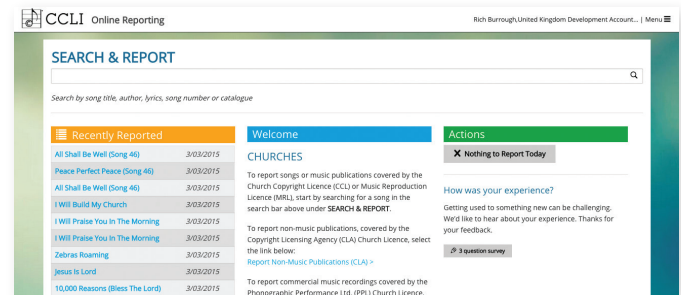 CCLI Online Reporting
Rich Burrough,United Kingdom Development Account... | Menu
SEARCH & REPORT
Search by song title, author, lyrics, song number or catalogue
Recently Reported
All Shall Be Well (Song 46) 3/03/2015
Peace Perfect Peace (Song 46) 3/03/2015
All Shall Be Well (Song 46) 3/03/2015
I Will Build My Church 3/03/2015
I Will Praise You In The Morning 3/03/2015
I Will Praise You In The Morning 3/03/2015
Zebras Roaming 3/03/2015
Jesus Is Lord 3/03/2015
10,000 Reasons (Bless The Lord) 3/03/2015
Welcome
CHURCHES
To report songs or music publications covered by the
Church Copyright Licence (CCL) or Music Reproduction
Licence (MRL), start by searching for a song in the
search bar above under SEARCH & REPORT.
To report non-music publications, covered by the
Copyright Licensing Agency (CLA) Church Licence, select
the link below:
Report Non-Music Publications (CLA) >
To report commercial music recordings covered by the
Phonographic Performance Ltd. (PPL) Church Licence,
Actions
Nothing to Report Today
How was your experience?
Getting used to something new can be challenging.
We'd like to hear about your experience. Thanks for
your feedback.
3 question survey